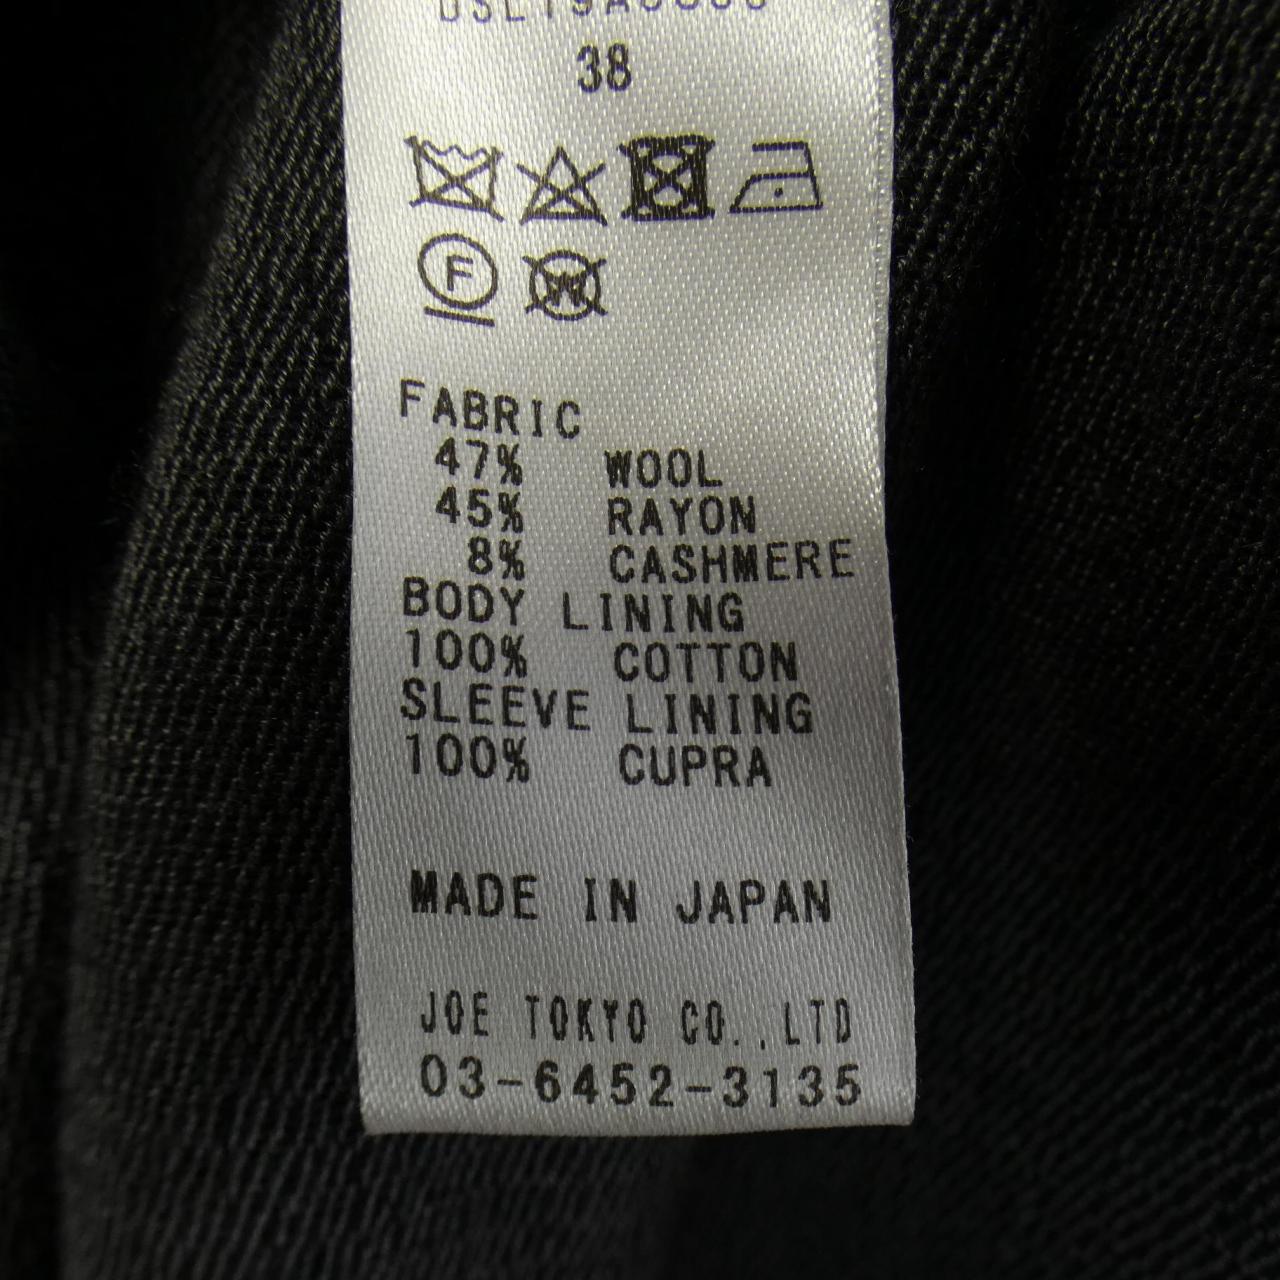 38
F
W
FABRIC
47% WOOL
45% RAYON
8% CASHMERE
BODY LINING
100% COTTON
SLEEVE LINING
100% CUPRA
MADE IN JAPAN
JOE TOKYO CO.,LTD
03-6452-3135